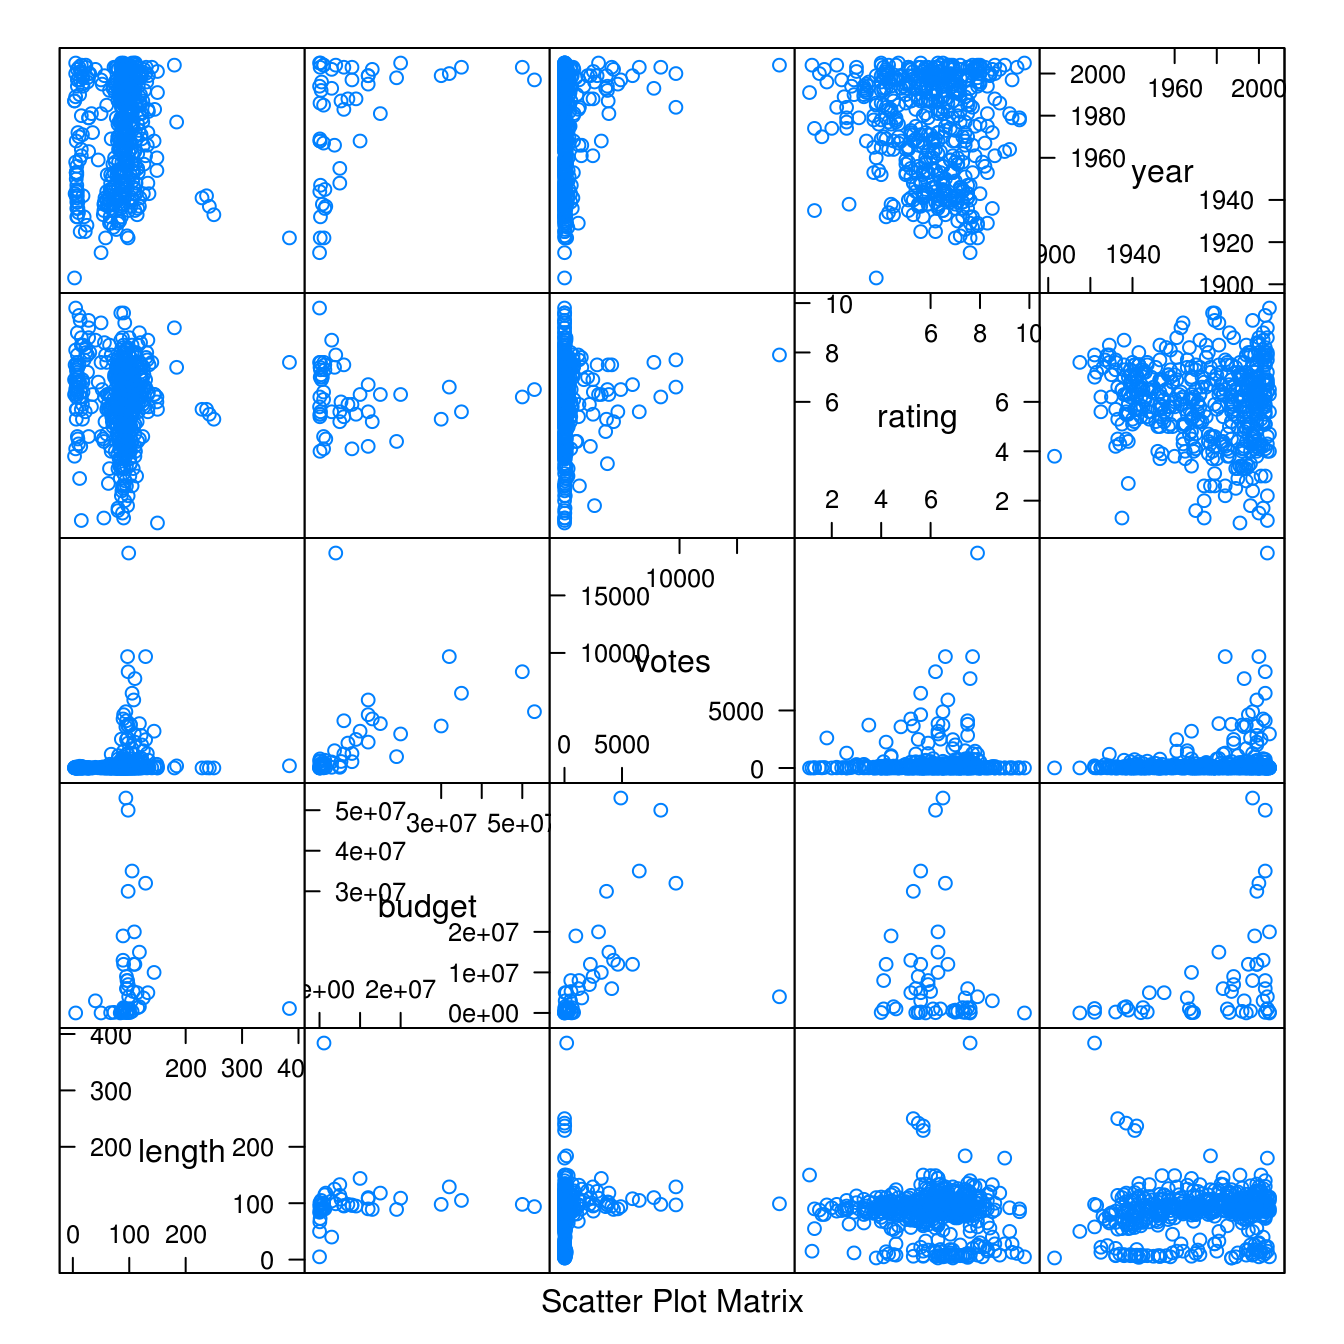 2000
1960 2000
1980
1960
year
1940
900 1940
1920
1900
10
6 8 10
8
6 rating 6
4
2 4 6 2
10000
15000
10000
votes
5000
0 5000
0
5e+07
3e+07 5e+07
4e+07
3e+07
budget
2e+07
1e+07
e+00 2e+07
0e+00
400
200 300 40
300
200 length 200
100
0 100 200
0
Scatter Plot Matrix